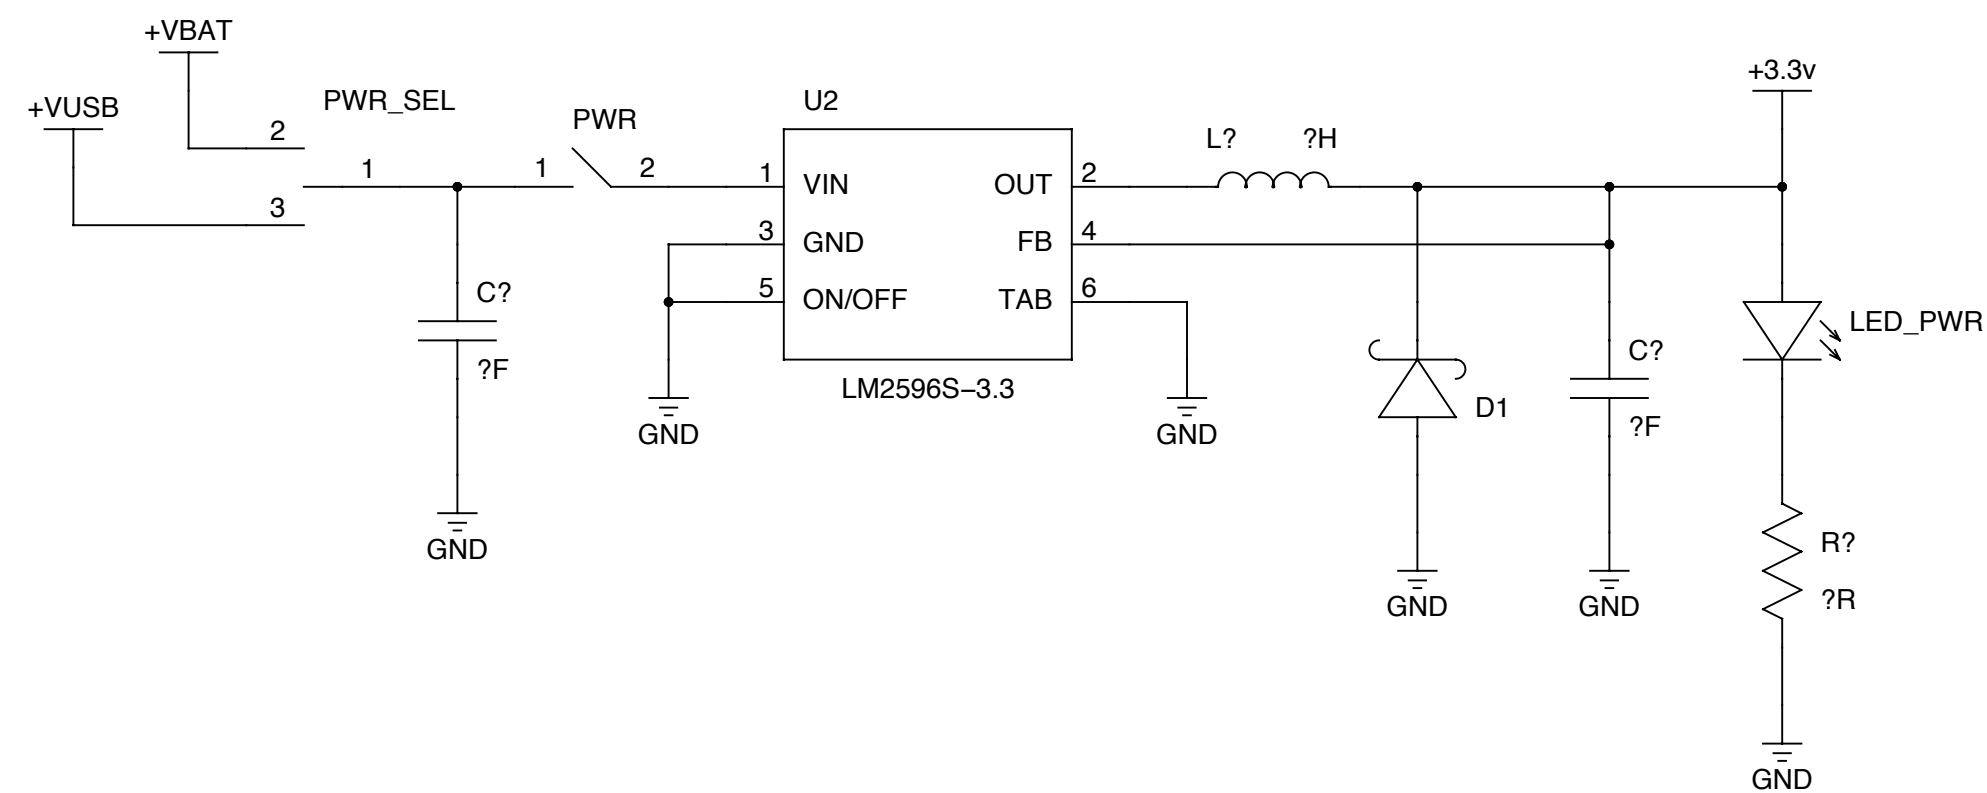 +VBAT
+VUSB
PWR_SEL
PWR
U2
+3.3v
L? ?H
2
1
3
1
2
1
3
5
VIN
GND
ON/OFF
OUT
FB
TAB
2
4
6
LM2596S−3.3
C?
?F
GND
GND
GND
D1
GND
C?
?F
GND
LED_PWR
R?
?R
GND